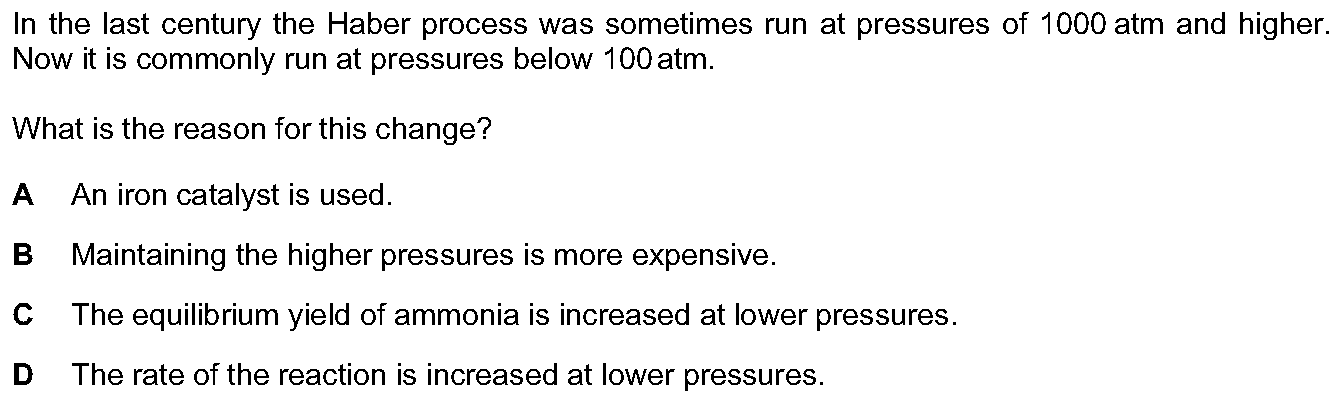 In the last century the Haber process was sometimes run at pressures of 1000 atm and higher.
Now it is commonly run at pressures below 100 atm.
What is the reason for this change?
A An iron catalyst is used.
B Maintaining the higher pressures is more expensive.
C The equilibrium yield of ammonia is increased at lower pressures.
D The rate of the reaction is increased at lower pressures.